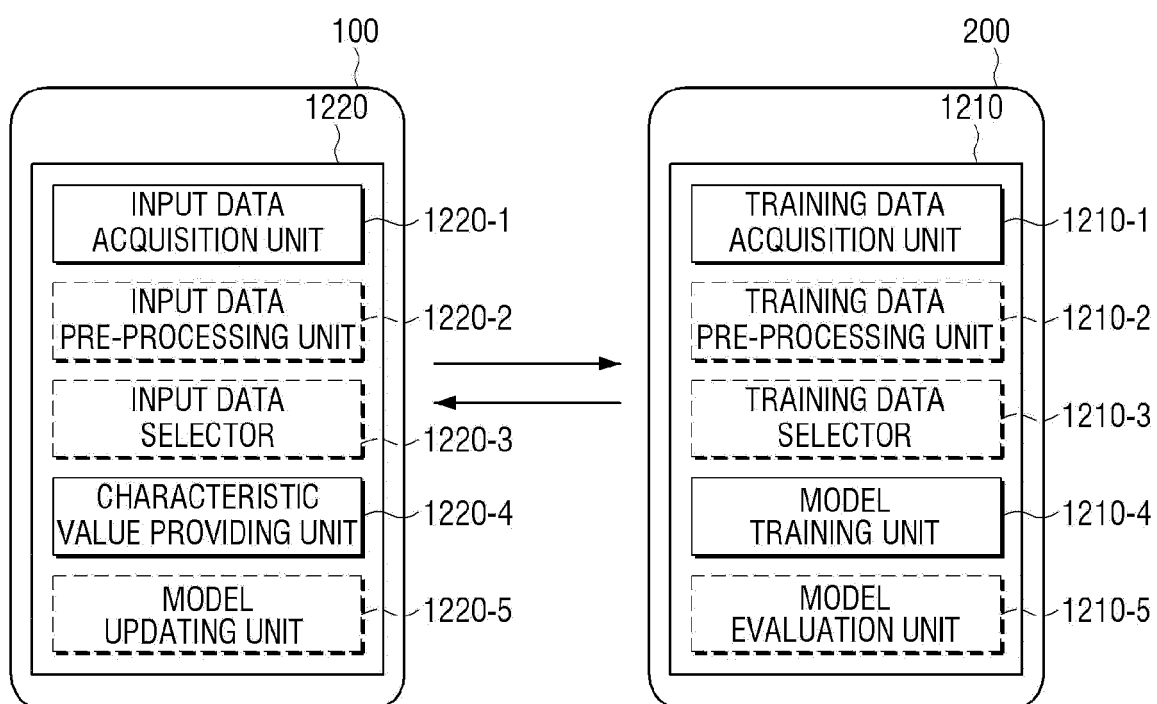 100
1220
INPUT DATA
ACQUISITION UNIT
1220-1
INPUT DATA
PRE-PROCESSING UNIT
1220-2
INPUT DATA
SELECTOR
1220-3
CHARACTERISTIC
VALUE PROVIDING UNIT
1220-4
MODEL
UPDATING UNIT
1220-5
200
1210
TRAINING DATA
ACQUISITION UNIT
1210-1
TRAINING DATA
PRE-PROCESSING UNIT
1210-2
TRAINING DATA
SELECTOR
1210-3
MODEL
TRAINING UNIT
1210-4
MODEL
EVALUATION UNIT
1210-5